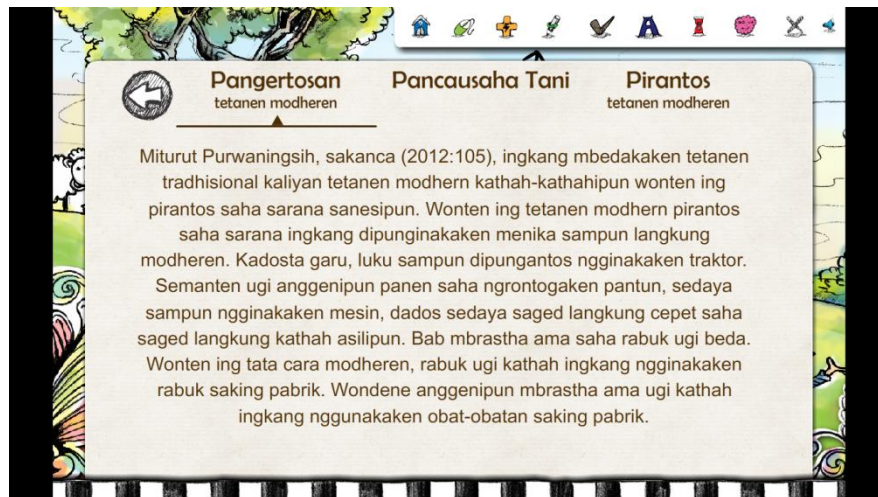 Pangertosan
tetanen modheren
Pancausaha Tani
Pirantos
tetanen modheren
Miturut Purwaningsih, sakanca (2012:105), ingkang mbedakaken tetanen
tradhisional kaliyan tetanen modhern kathah-kathahipun wonten ing
pirantos saha sarana sanesipun. Wonten ing tetanen modhern pirantos
saha sarana ingkang dipunginakaken menika sampun langkung
modheren. Kadosta garu, luku sampun dipungantos ngginakaken traktor.
Semanten ugi anggenipun panen saha ngrontogaken pantun, sedaya
sampun ngginakaken mesin, dados sedaya saged langkung cepet saha
saged langkung kathah asilipun. Bab mbrastha ama saha rabuk ugi beda.
Wonten ing tata cara modheren, rabuk ugi kathah ingkang ngginakaken
rabuk saking pabrik. Wondene anggenipun mbrastha ama ugi kathah
ingkang nggunakaken obat-obatan saking pabrik.